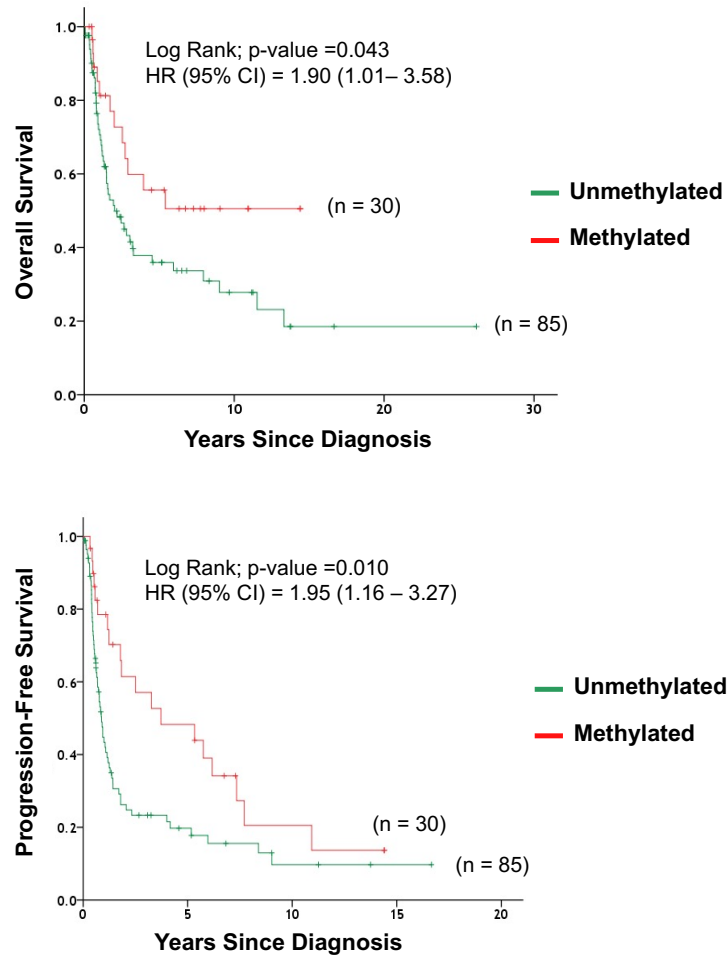 Log Rank; p-value =0.043
HR (95% CI) = 1.90 (1.01– 3.58)
Overall Survival
1.0
0.8
0.6
0.4
0.2
0.0
(n = 30)
(n = 85)
Unmethylated
Methylated
0 10 20 30
Years Since Diagnosis
Log Rank; p-value =0.010
HR (95% CI) = 1.95 (1.16 – 3.27)
Progression-Free Survival
1.0
0.8
0.6
0.4
0.2
0.0
Unmethylated
Methylated
(n = 30)
(n = 85)
0 5 10 15 20
Years Since Diagnosis